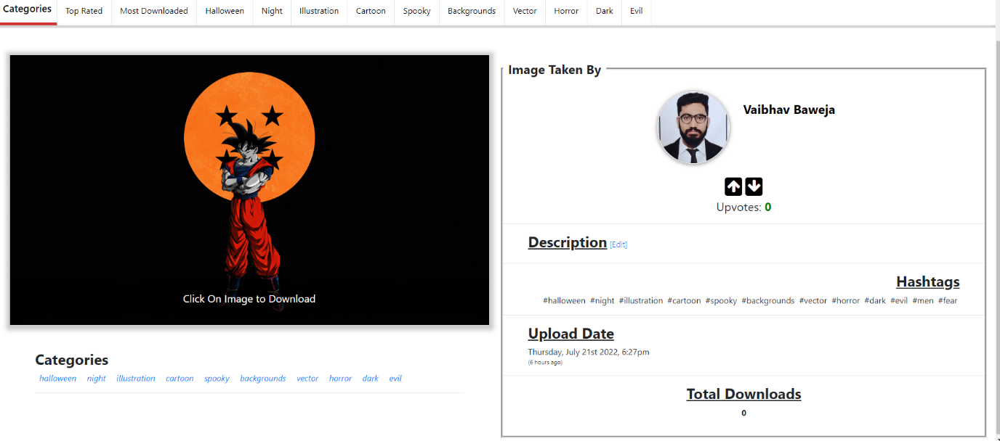 Categories Top Rated Most Downloaded Halloween Night Illustration Cartoon Spooky Backgrounds Vector Horror Dark Evil
Click On Image to Download
Categories
halloween night illustration cartoon spooky backgrounds vector horror dark evil
Image Taken By
Vaibhav Baweja
Upvotes: 0
Description [Edit]
Hashtags
#halloween #night #illustration #cartoon #spooky #backgrounds #vector #horror #dark #evil #men #fear
Upload Date
Thursday, July 21st 2022, 6:27pm
(6 hours ago)
Total Downloads
0